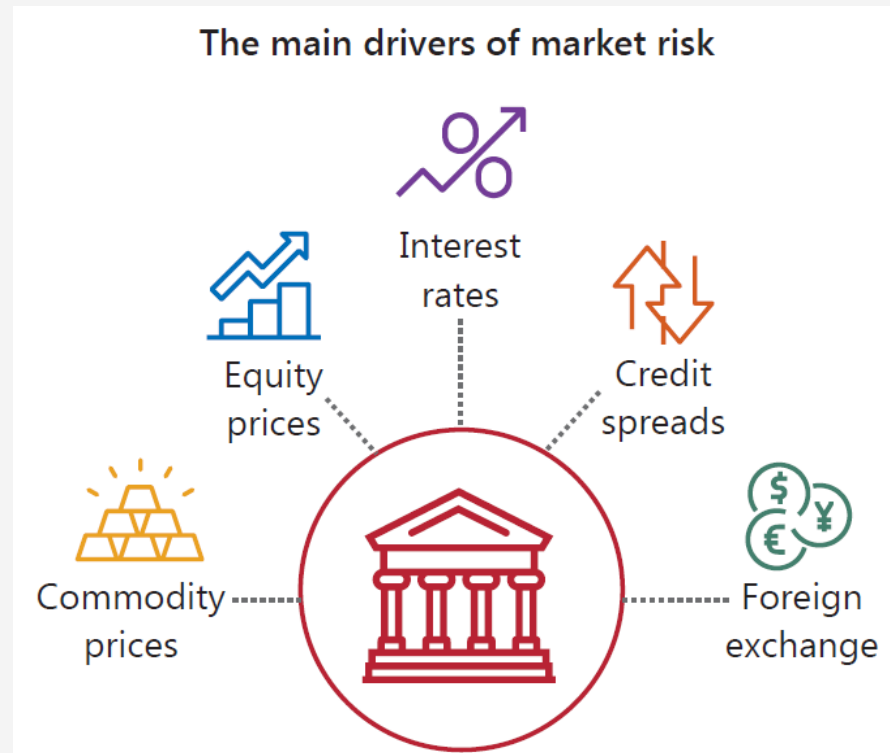 The main drivers of market risk
%
Interest
rates
Equity
prices
Credit
spreads
$
¥
€
Commodity
prices
Foreign
exchange